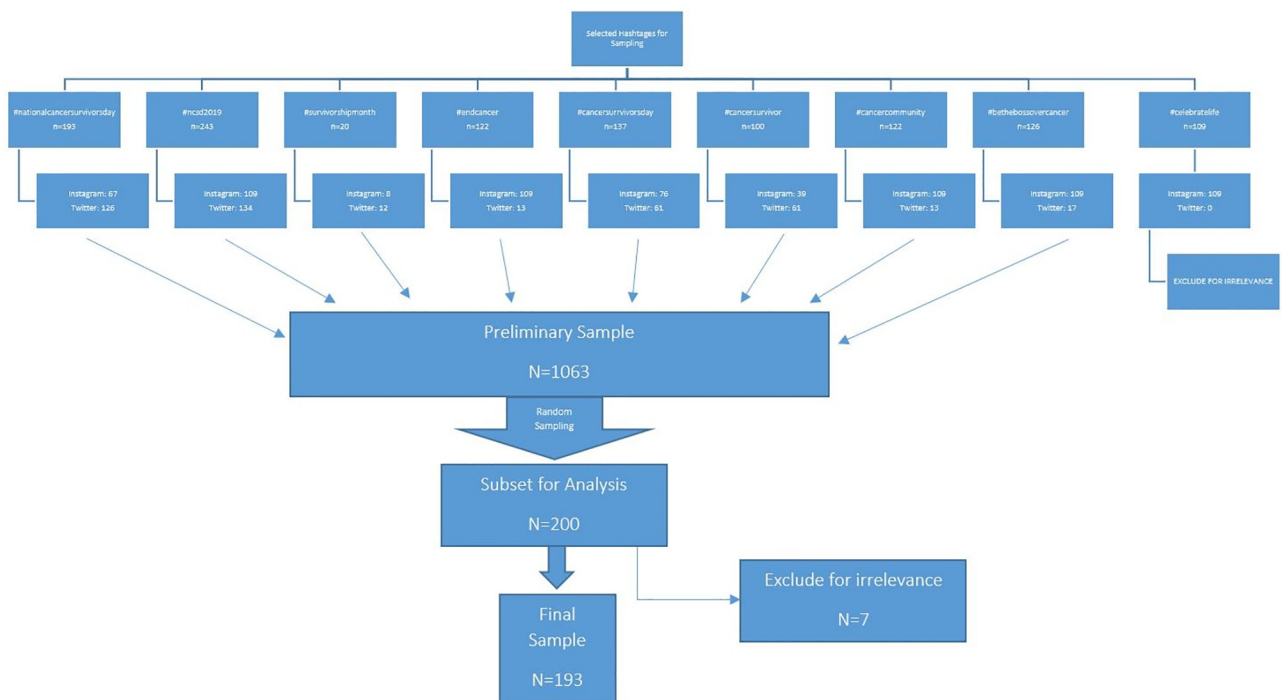 Selected Hashtages for
Sampling
#nationalcancersurvivorsday
n=193
#ncsd2019
n=243
#survivorshipmonth
n=20
#endcancer
n=122
#cancersurrvivorsday
n=137
#cancersurvivor
n=100
#cancercommunity
n=122
#bethebossovercancer
n=126
#celebratelife
n=109
Instagram: 67
Twitter: 126
Instagram: 109
Twitter: 134
Instagram: 8
Twitter: 12
Instagram: 109
Twitter: 13
Instagram: 76
Twitter: 61
Instagram: 39
Twitter: 61
Instagram: 109
Twitter: 13
Instagram: 109
Twitter: 17
Instagram: 109
Twitter: 0
EXCLUDE FOR IRRELEVANCE
Preliminary Sample
N=1063
Random
Sampling
Subset for Analysis
N=200
Exclude for irrelevance
N=7
Final
Sample
N=193